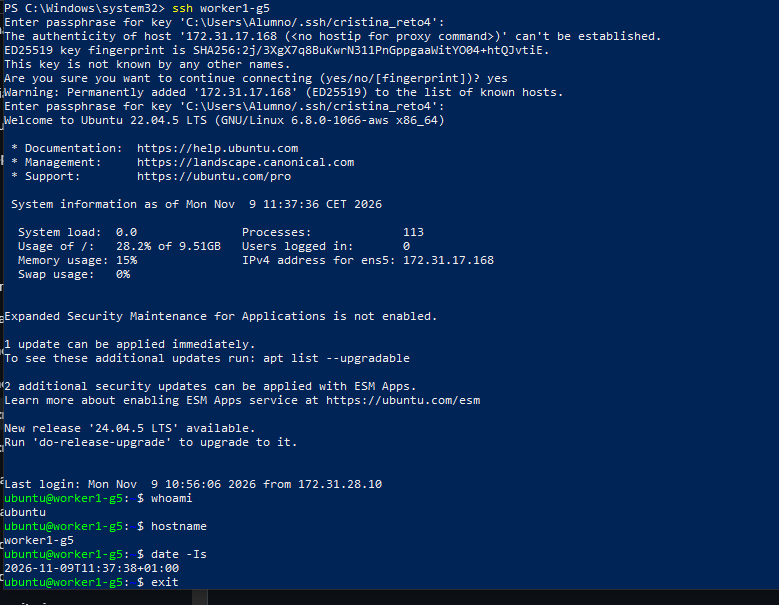 PS C:\Windows\system32> ssh worker1-g5
Enter passphrase for key 'C:\Users\Alumno/.ssh/cristina_reto4':
The authenticity of host '172.31.17.168 (<no hostip for proxy command>)' can't be established.
ED25519 key fingerprint is SHA256:2j/3XgX7q8BuKwrN311PnGppgaaWitYO04+htQJvtiE.
This key is not known by any other names.
Are you sure you want to continue connecting (yes/no/[fingerprint])? yes
Warning: Permanently added '172.31.17.168' (ED25519) to the list of known hosts.
Enter passphrase for key 'C:\Users\Alumno/.ssh/cristina_reto4':
Welcome to Ubuntu 22.04.5 LTS (GNU/Linux 6.8.0-1066-aws x86_64)
* Documentation:  https://help.ubuntu.com
* Management:     https://landscape.canonical.com
* Support:        https://ubuntu.com/pro
System information as of Mon Nov  9 11:37:36 CET 2026
System load:  0.0               Processes:             113
Usage of /:   28.2% of 9.51GB   Users logged in:       0
Memory usage: 15%               IPv4 address for ens5: 172.31.17.168
Swap usage:   0%
Expanded Security Maintenance for Applications is not enabled.
1 update can be applied immediately.
To see these additional updates run: apt list --upgradable
2 additional security updates can be applied with ESM Apps.
Learn more about enabling ESM Apps service at https://ubuntu.com/esm
New release '24.04.5 LTS' available.
Run 'do-release-upgrade' to upgrade to it.
Last login: Mon Nov  9 10:56:06 2026 from 172.31.28.10
ubuntu@worker1-g5: $ whoami
ubuntu
ubuntu@worker1-g5: $ hostname
worker1-g5
ubuntu@worker1-g5: $ date -Is
2026-11-09T11:37:38+01:00
ubuntu@worker1-g5: $ exit